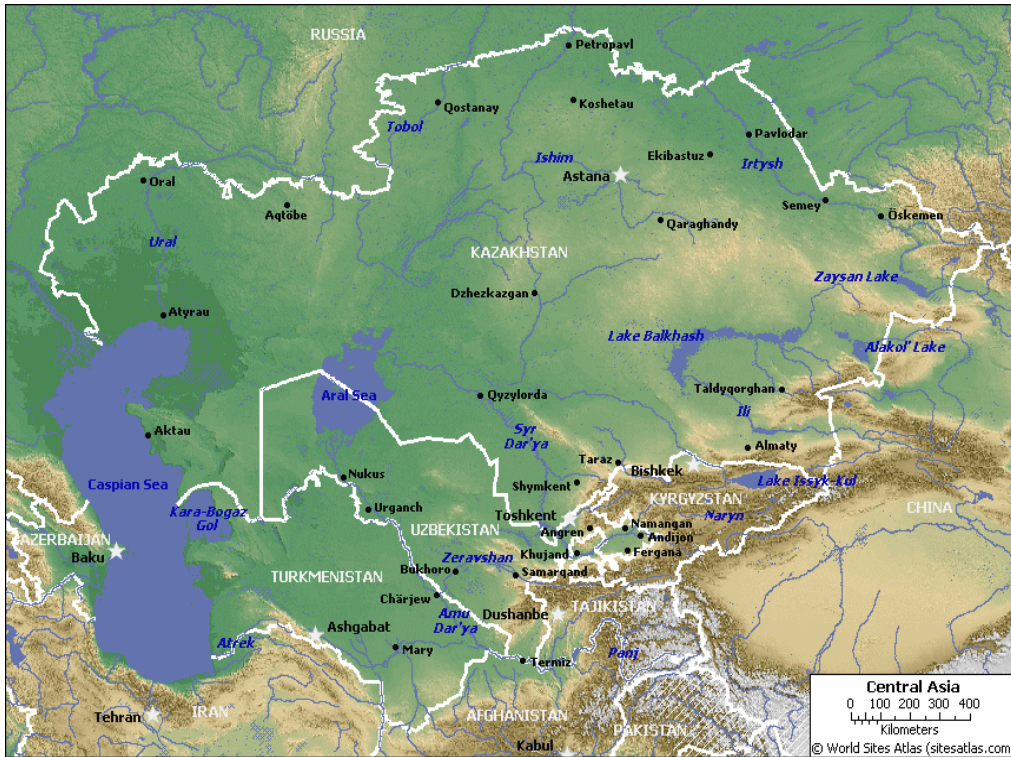 RUSSIA
Petropavl
Qostanay
Koshetau
Tobol
Pavlodar
Ishim
Ekibastuz
Irtysh
Astana
Oral
Semey
Aqtöbe
Öskemen
Qaraghandy
Ural
KAZAKHSTAN
Zaysan Lake
Dzhezkazgan
Atyrau
Lake Balkhash
Alakol' Lake
Aral Sea
Qyzylorda
Taldyqorghan
Ili
Syr
Dar'ya
Aktau
Almaty
Taraz
Bishkek
Nukus
Caspian Sea
Shymkent
Lake Issyk-Kul
KYRGYZSTAN
Kara-Bogaz
Gol
Urganch
Toshkent
Naryn
CHINA
UZBEKISTAN
Angren
Namangan
Andijon
AZERBAIJAN
Baku
Khujand
Fergana
Zeravshan
Bukhoro
Samarqand
TURKMENISTAN
Chärjew
Dushanbe
TAJIKISTAN
Amu
Dar'ya
Ashgabat
Atrek
Mary
Termiz
Panj
Tehran
IRAN
AFGHANISTAN
PAKISTAN
Kabul
Central Asia
0 200 400
Kilometers
© World Sites Atlas (sitesatlas.com)